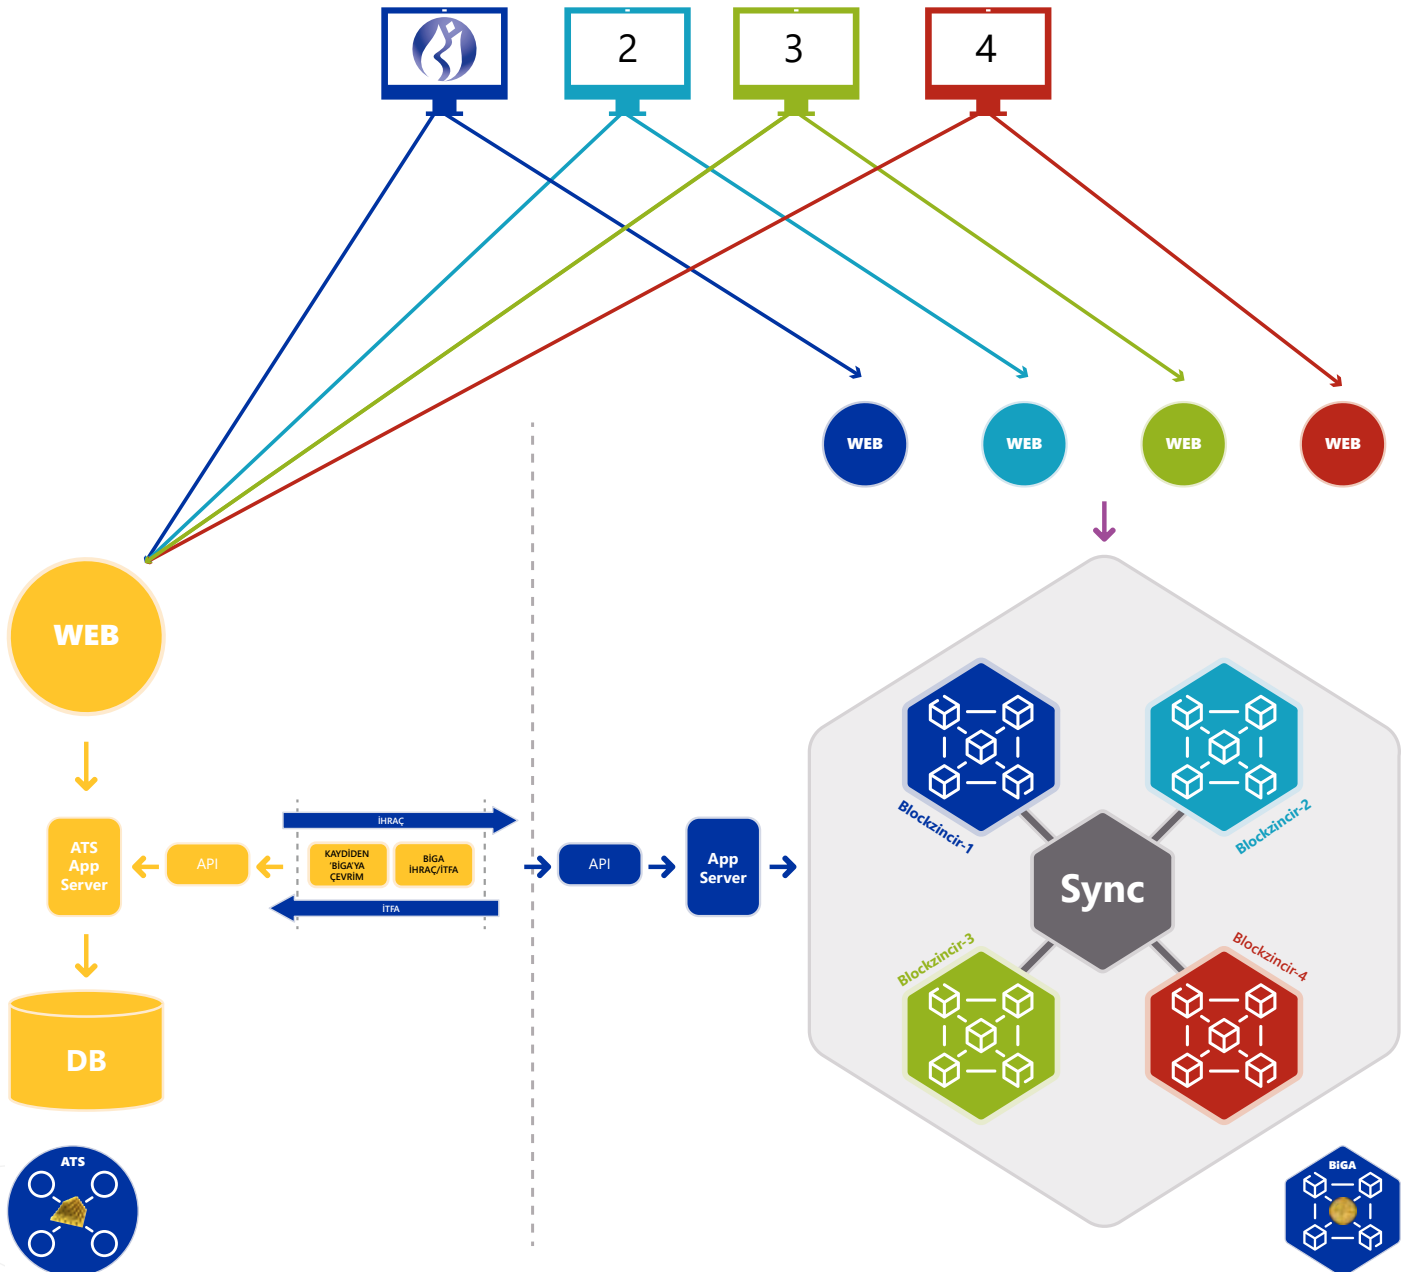 2
3
4
WEB
WEB
WEB
WEB
WEB
ATS
App
Server
API
İHRAÇ
KAYDİDEN
'BİGA'YA
ÇEVRİM
BİGA
İHRAÇ/İTFA
İTFA
API
App
Server
Blockzincir-1
Blockzincir-2
Sync
Blockzincir-3
Blockzincir-4
DB
ATS
BiGA